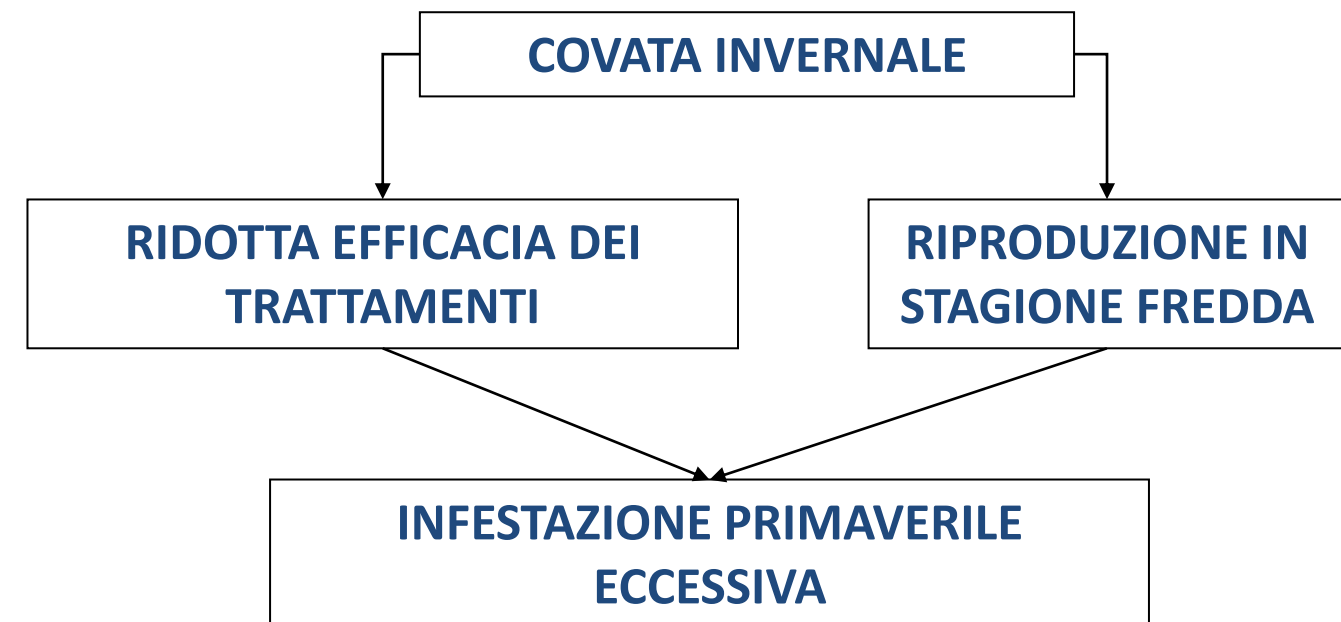 COVATA INVERNALE
RIDOTTA EFFICACIA DEI
TRATTAMENTI
RIPRODUZIONE IN
STAGIONE FREDDA
INFESTAZIONE PRIMAVERILE
ECCESSIVA